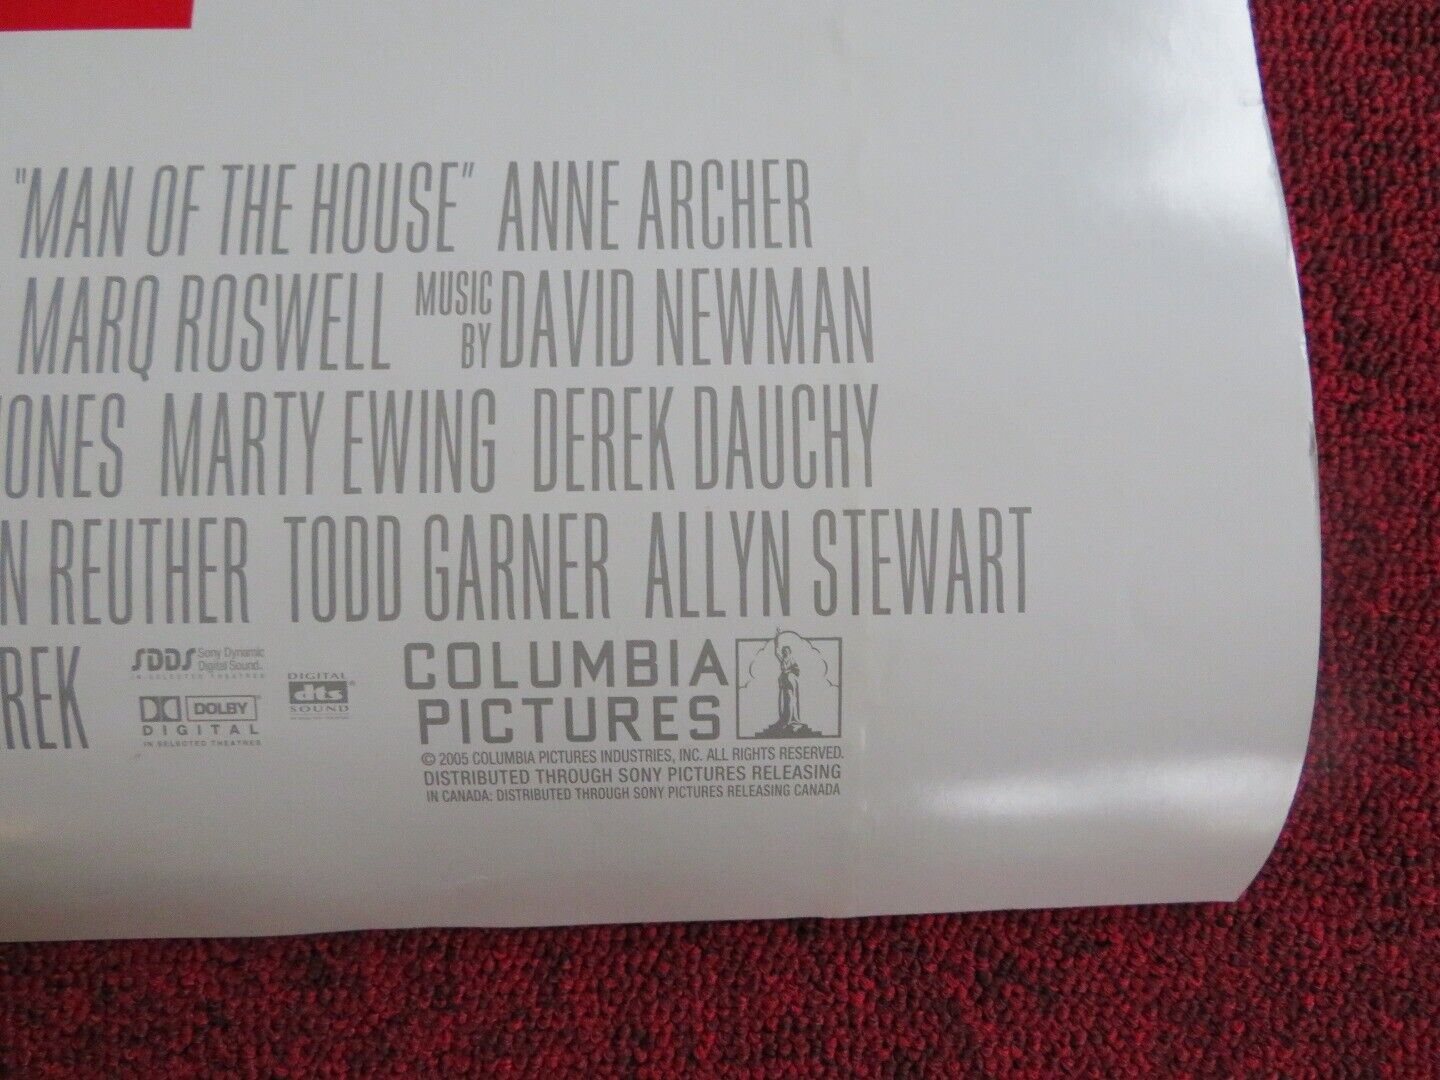 "MAN OF THE HOUSE" ANNE ARCHER
MARQ ROSWELL MUSIC BY DAVID NEWMAN
JONES MARTY EWING DEREK DAUCHY
N REUTHER TODD GARNER ALLYN STEWART
REK
SDDS Sony Dynamic
Digital Sound
IN SELECTED THEATRES
DOLBY
DIGITAL
IN SELECTED THEATRES
DIGITAL
dts
SOUND
COLUMBIA
PICTURES
© 2005 COLUMBIA PICTURES INDUSTRIES, INC. ALL RIGHTS RESERVED.
DISTRIBUTED THROUGH SONY PICTURES RELEASING
IN CANADA: DISTRIBUTED THROUGH SONY PICTURES RELEASING CANADA